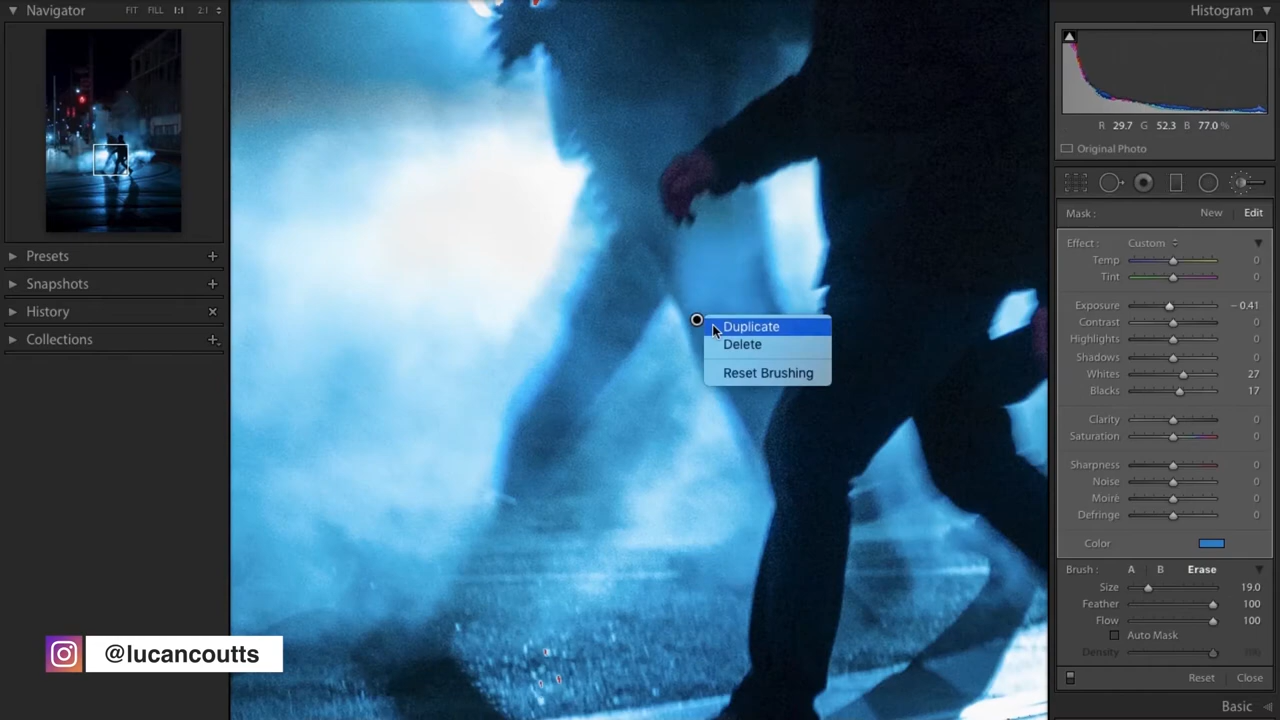 Navigator
FIT FILL 1:1 2:1
Presets
Snapshots
History
Collections
@lucancoutts
Duplicate
Delete
Reset Brushing
Histogram
R 29.7 G 52.3 B 77.0 %
Original Photo
Mask : New Edit
Effect : Custom
Temp 0
Tint 0
Exposure – 0.41
Contrast 0
Highlights 0
Shadows 0
Whites 27
Blacks 17
Clarity 0
Saturation 0
Sharpness 0
Noise 0
Moiré 0
Defringe 0
Color
Brush : A B Erase
Size 19.0
Feather 100
Flow 100
Auto Mask
Density
Reset Close
Basic